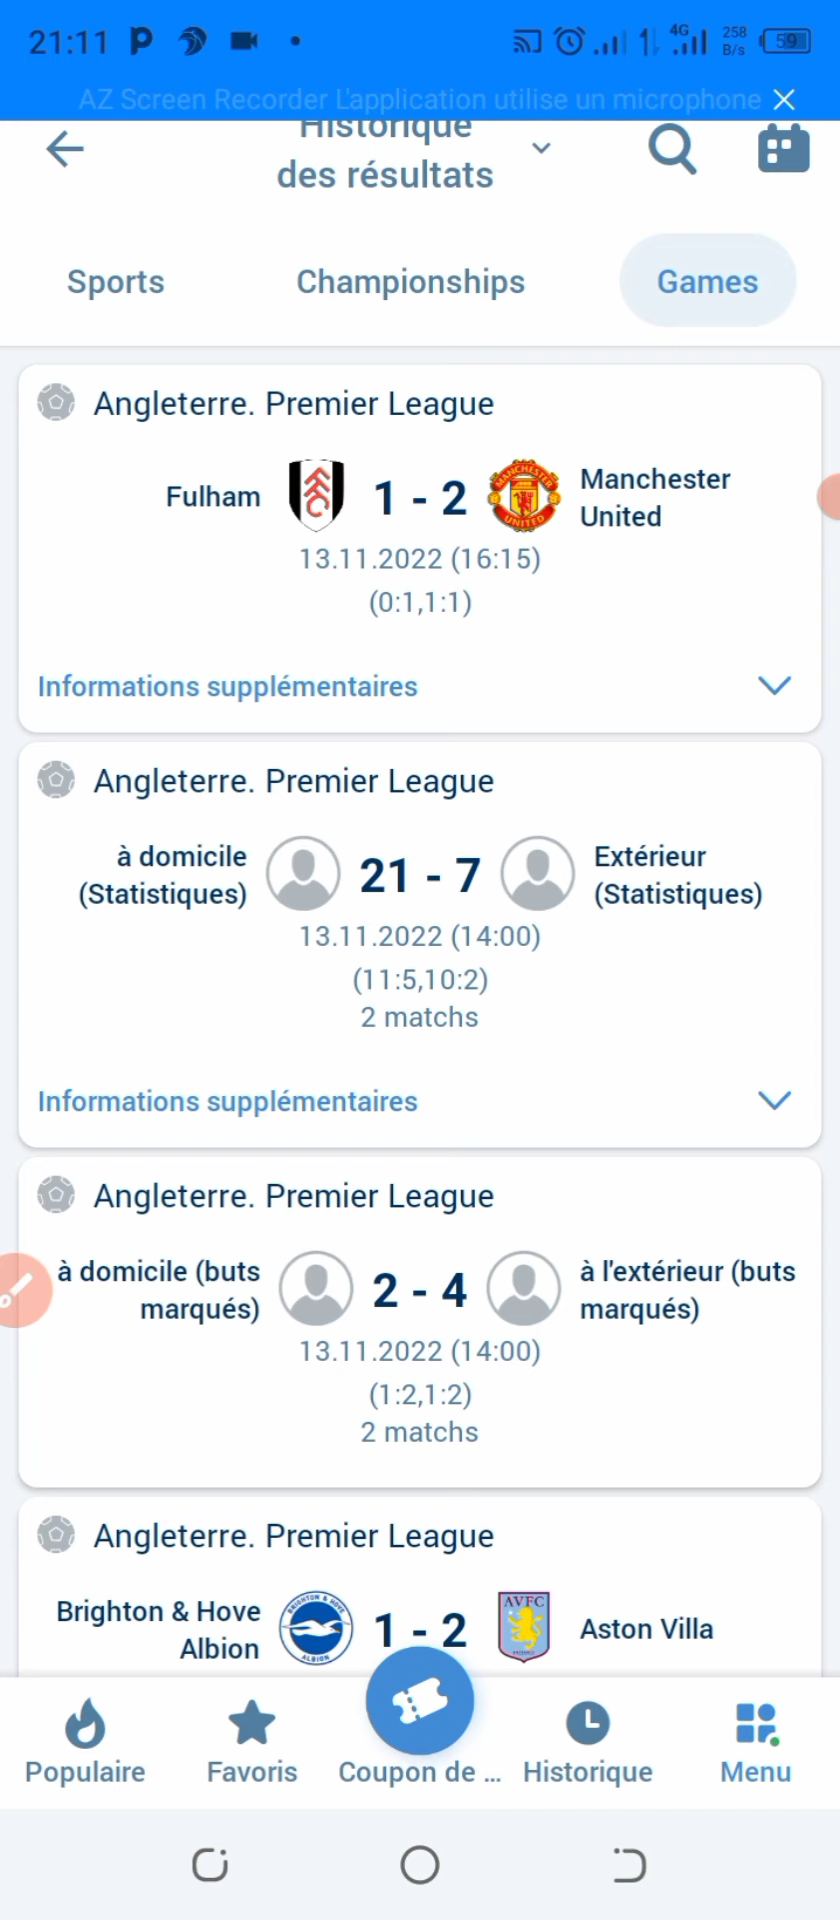 21:11 4G 258 B/s 59
AZ Screen Recorder L'application utilise un microphone
Historique
des résultats
Sports Championships Games
Angleterre. Premier League
Fulham 1 - 2 Manchester United
13.11.2022 (16:15)
(0:1,1:1)
Informations supplémentaires
Angleterre. Premier League
à domicile (Statistiques) 21 - 7 Extérieur (Statistiques)
13.11.2022 (14:00)
(11:5,10:2)
2 matchs
Informations supplémentaires
Angleterre. Premier League
à domicile (buts marqués) 2 - 4 à l'extérieur (buts marqués)
13.11.2022 (14:00)
(1:2,1:2)
2 matchs
Angleterre. Premier League
Brighton & Hove Albion 1 - 2 AVFC Aston Villa
Populaire Favoris Coupon de ... Historique Menu